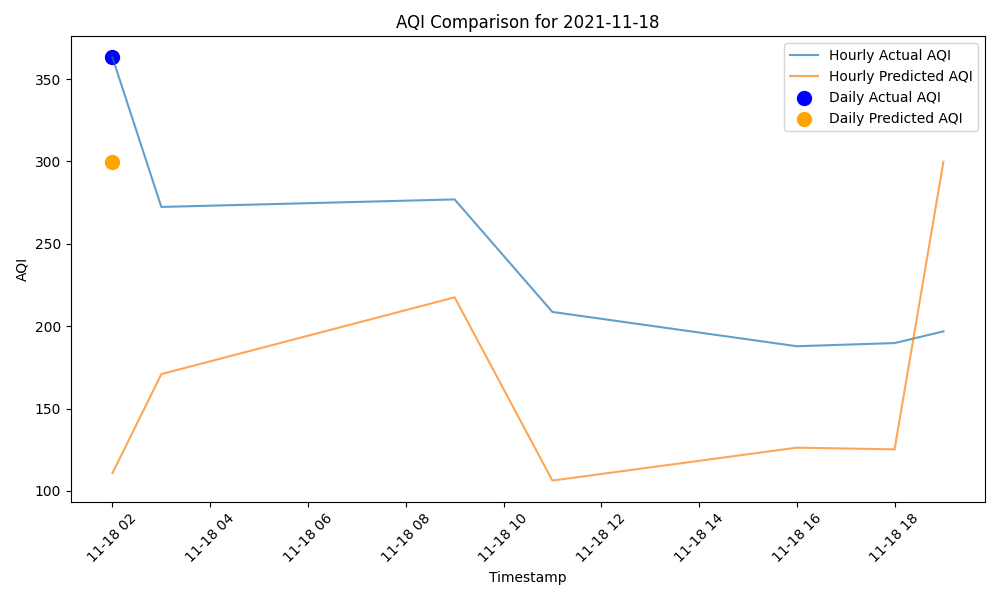 AQI Comparison for 2021-11-18
Hourly Actual AQI
Hourly Predicted AQI
Daily Actual AQI
Daily Predicted AQI
AQI
350
300
250
200
150
100
11-18 02
11-18 04
11-18 06
11-18 08
11-18 10
11-18 12
11-18 14
11-18 16
11-18 18
Timestamp